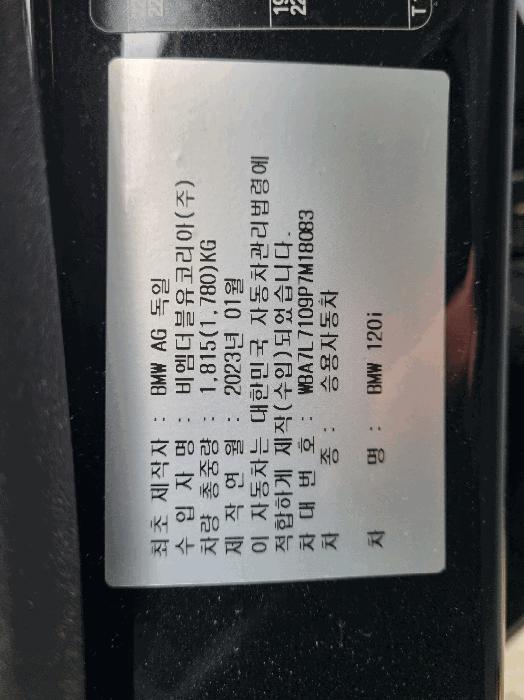 최초 제작자 : BMW AG 독일
수 입 자 명 : 비엠더블유코리아(주)
차량 총중량 : 1,815(1,780)KG
제 작 연 월 : 2023년 01월
이 자동차는 대한민국 자동차관리법령에
적합하게 제작(수입)되었습니다.
차 대 번 호 : WBA7L7109P7M18083
차 종 : 승용자동차
차 명 : BMW 120i